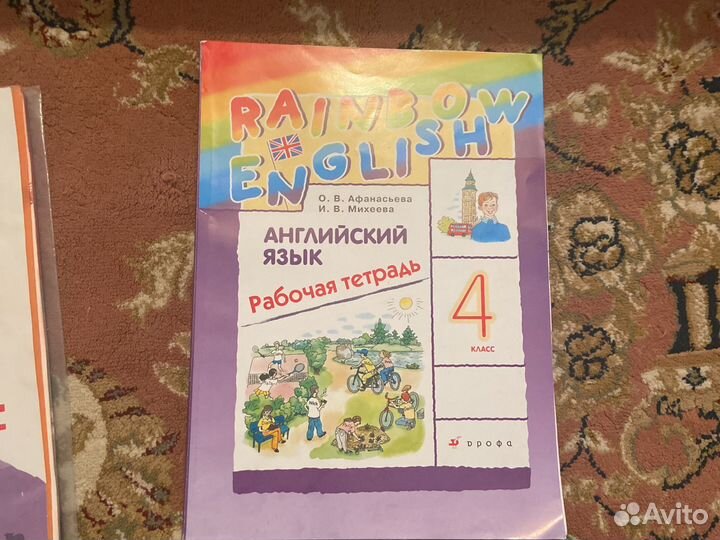 RAINBOW
ENGLISH
О. В. Афанасьева
И. В. Михеева
АНГЛИЙСКИЙ
ЯЗЫК
Рабочая тетрадь
4
КЛАСС
дрофа
Avito